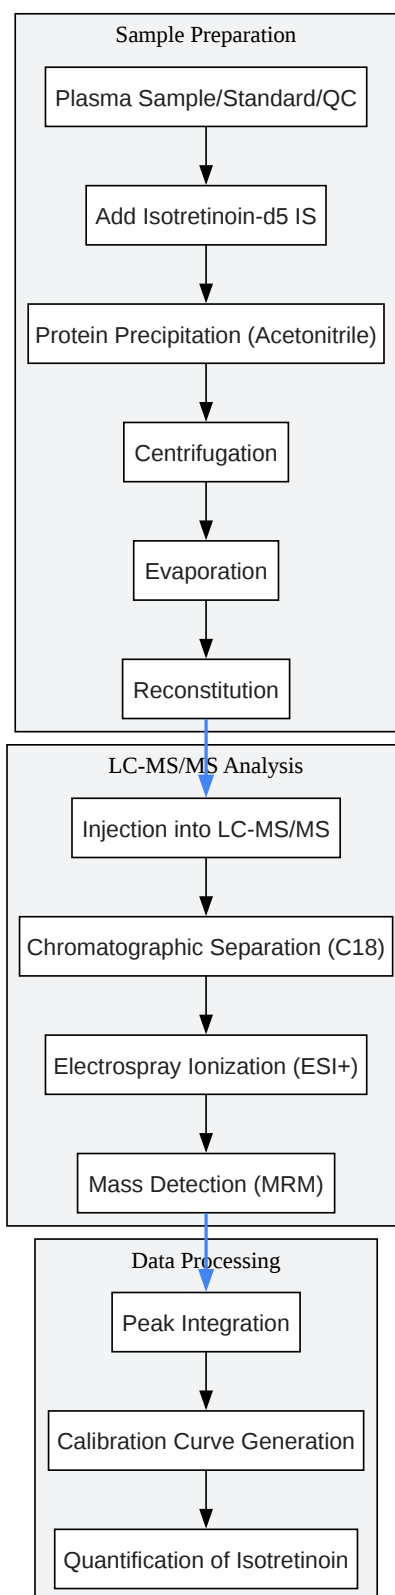 Sample Preparation
Plasma Sample/Standard/QC
Add Isotretinoin-d5 IS
Protein Precipitation (Acetonitrile)
Centrifugation
Evaporation
Reconstitution
LC-MS/MS Analysis
Injection into LC-MS/MS
Chromatographic Separation (C18)
Electrospray Ionization (ESI+)
Mass Detection (MRM)
Data Processing
Peak Integration
Calibration Curve Generation
Quantification of Isotretinoin